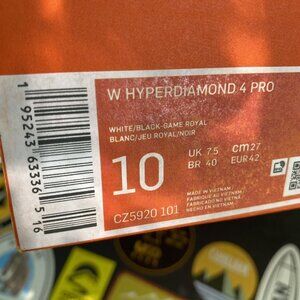 W HYPERDIAMOND 4 PRO
WHITE/BLACK-GAME ROYAL
BLANC/JEU ROYAL/NOIR
10
UK 7.5
cm 27
BR 40
EUR 42
CZ5920 101
MADE IN VIETNAM
FABRIQUÉ AU VIETNAM
FABRICADO NO VIETNÃ
HECHO EN VIETNAM
1 95243 63336 5 16